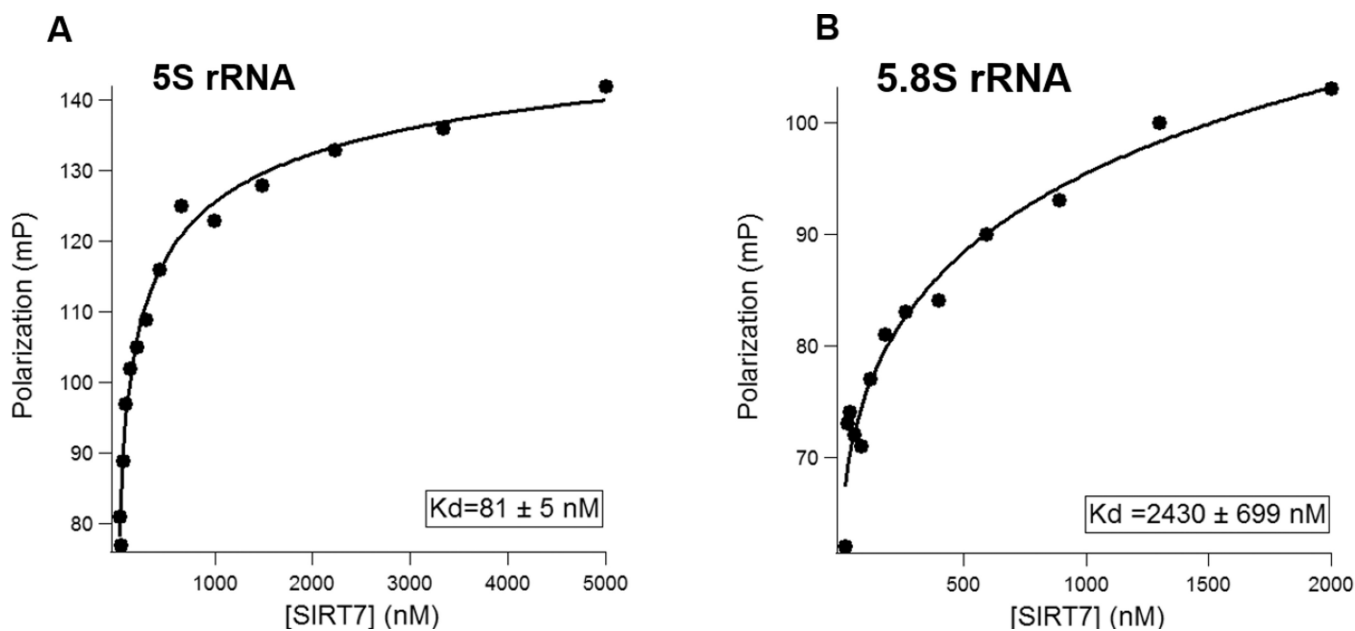 A
5S rRNA
Polarization (mP)
140
130
120
110
100
90
80
Kd=81 ± 5 nM
1000
2000
3000
4000
5000
[SIRT7] (nM)
B
5.8S rRNA
Polarization (mP)
100
90
80
70
Kd =2430 ± 699 nM
500
1000
1500
2000
[SIRT7] (nM)